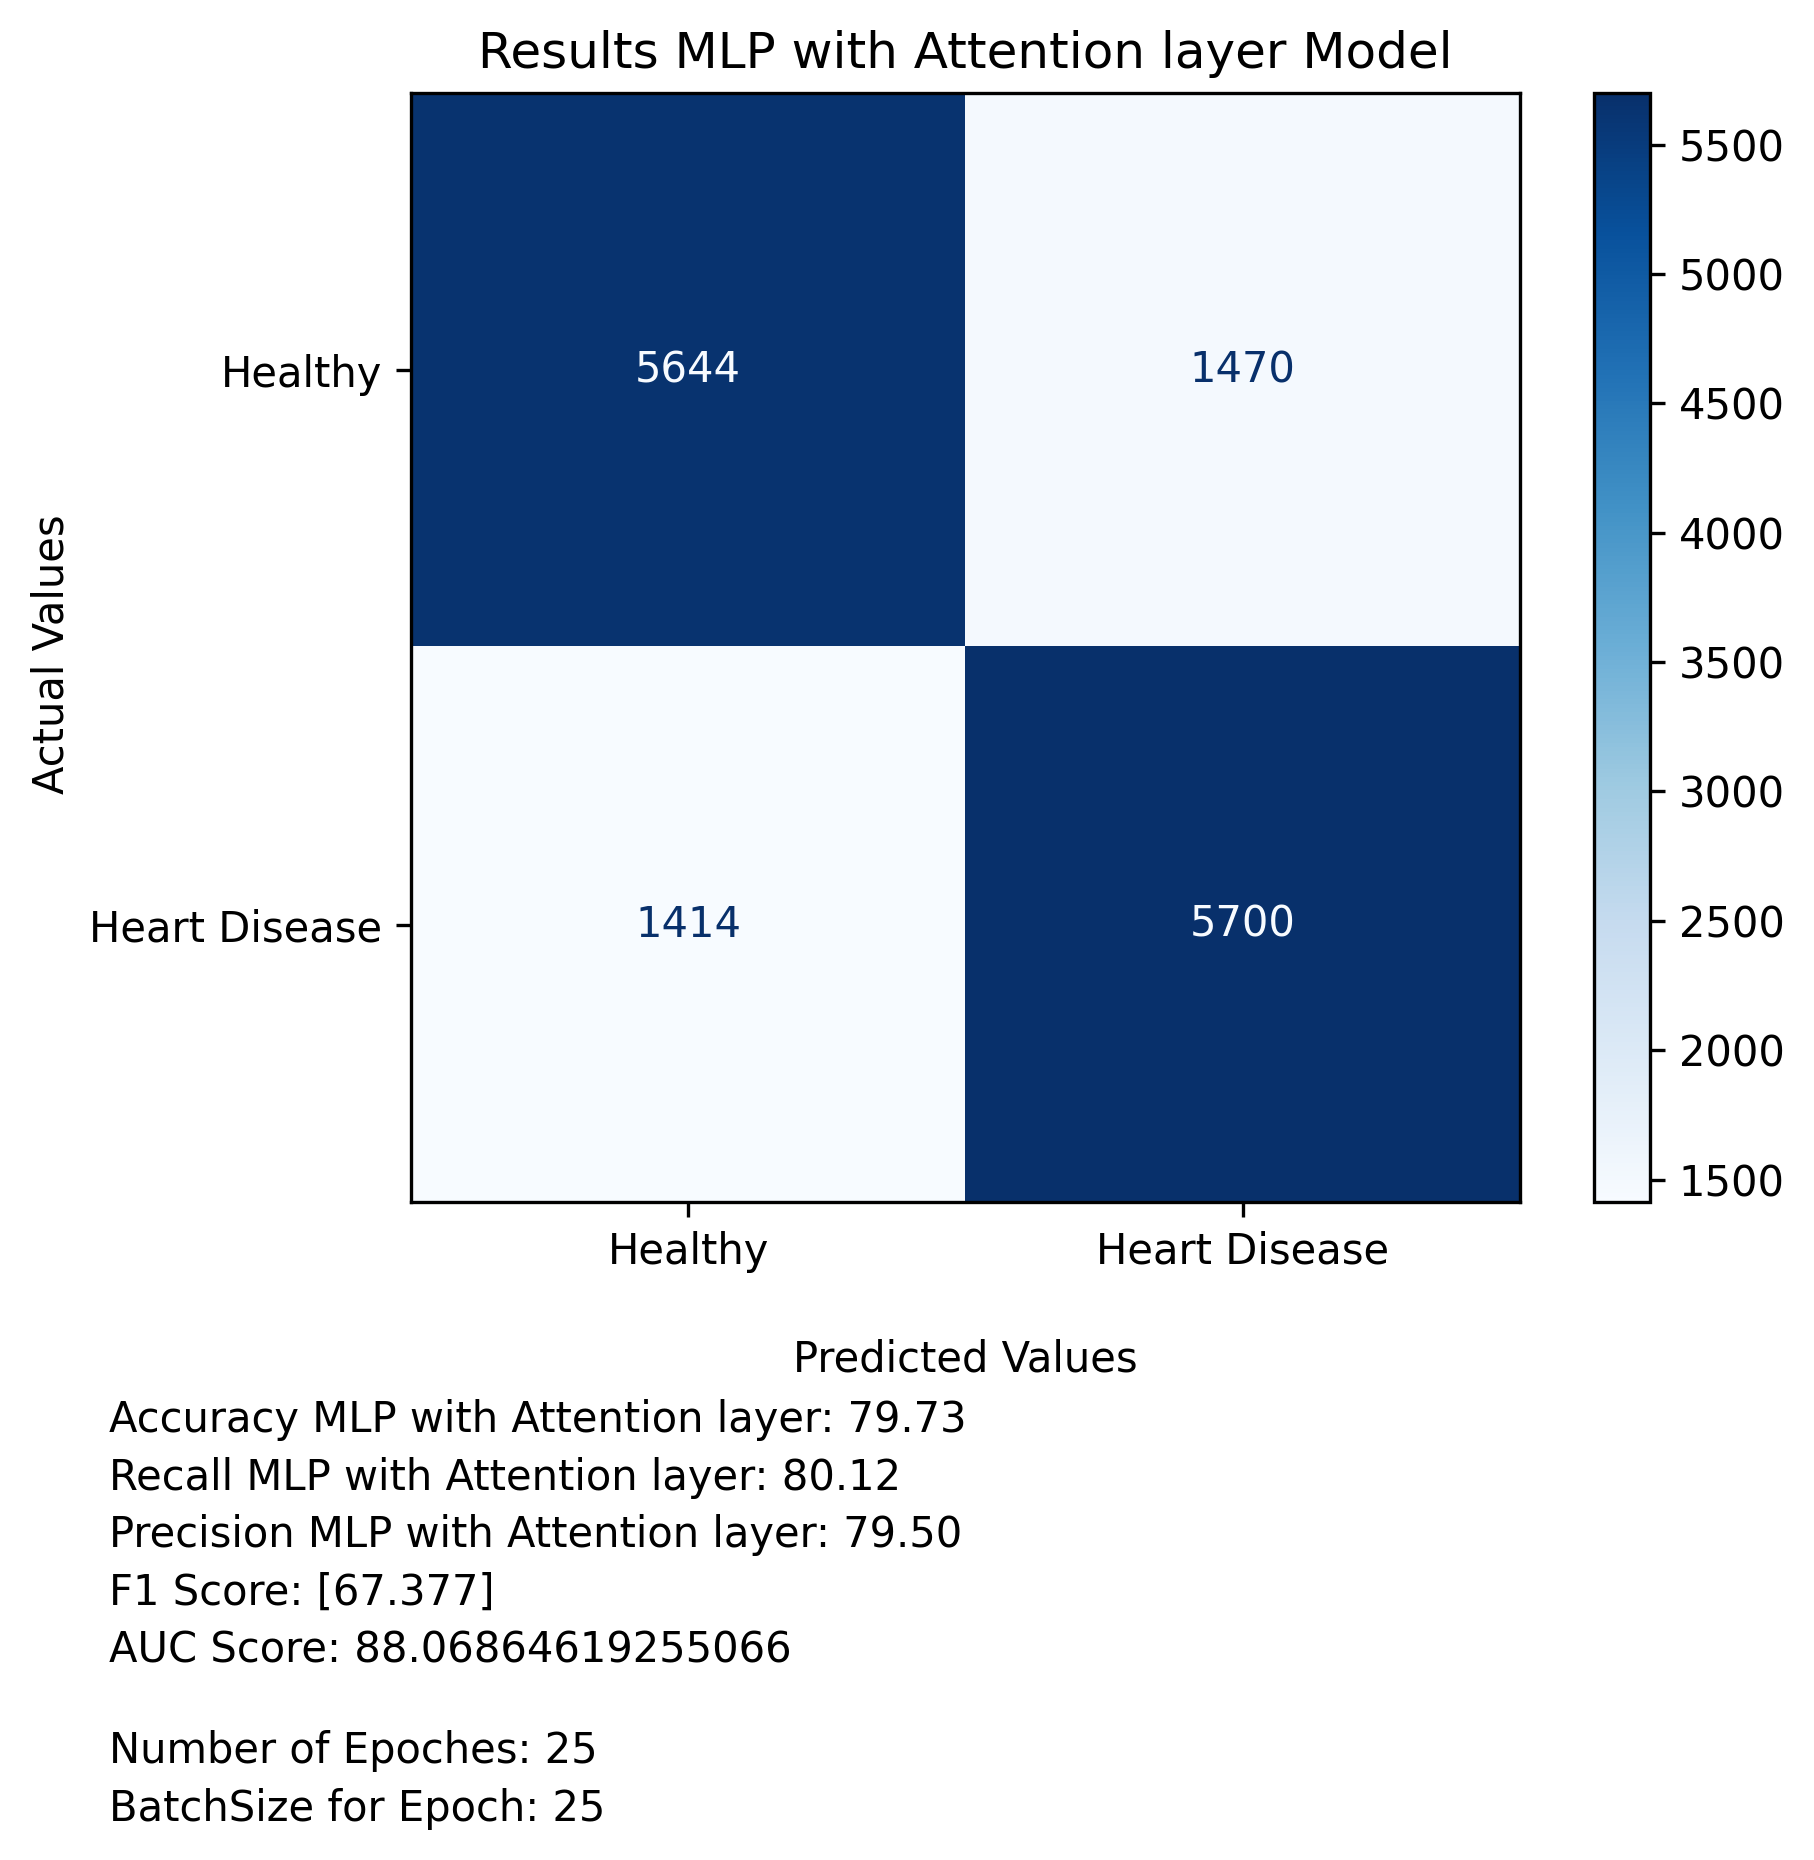 Results MLP with Attention layer Model
Actual Values
Healthy
Heart Disease
5644
1470
1414
5700
Healthy
Heart Disease
Predicted Values
5500
5000
4500
4000
3500
3000
2500
2000
1500
Accuracy MLP with Attention layer: 79.73
Recall MLP with Attention layer: 80.12
Precision MLP with Attention layer: 79.50
F1 Score: [67.377]
AUC Score: 88.06864619255066
Number of Epoches: 25
BatchSize for Epoch: 25